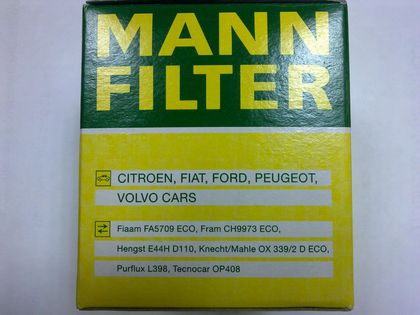 MANN
FILTER
CITROEN, FIAT, FORD, PEUGEOT,
VOLVO CARS
Fiaam FA5709 ECO, Fram CH9973 ECO,
Hengst E44H D110, Knecht/Mahle OX 339/2 D ECO,
Purflux L398, Tecnocar OP408